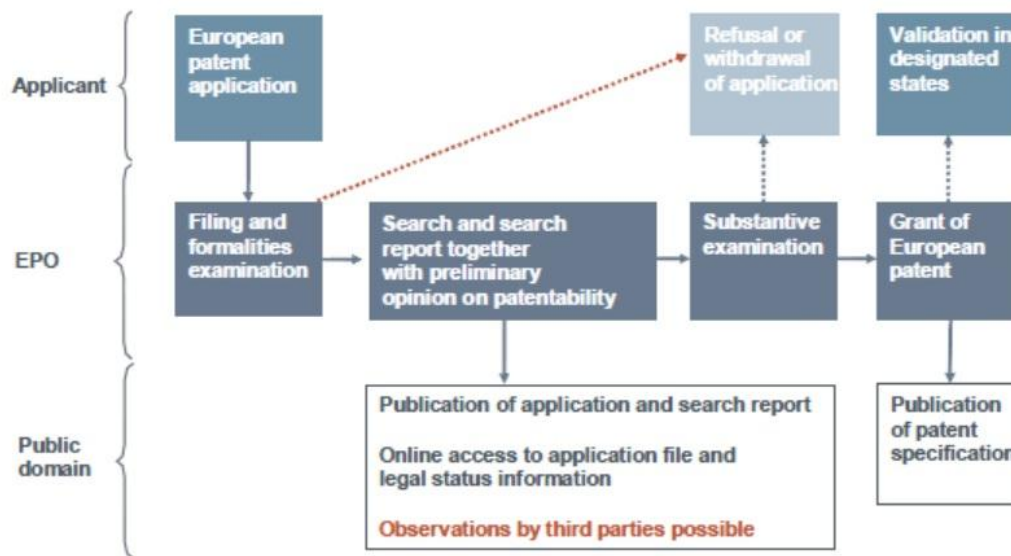 Applicant
European
patent
application
Refusal or
withdrawal
of application
Validation in
designated
states
EPO
Filing and
formalities
examination
Search and search
report together
with preliminary
opinion on patentability
Substantive
examination
Grant of
European
patent
Public
domain
Publication of application and search report
Online access to application file and
legal status information
Observations by third parties possible
Publication
of patent
specification